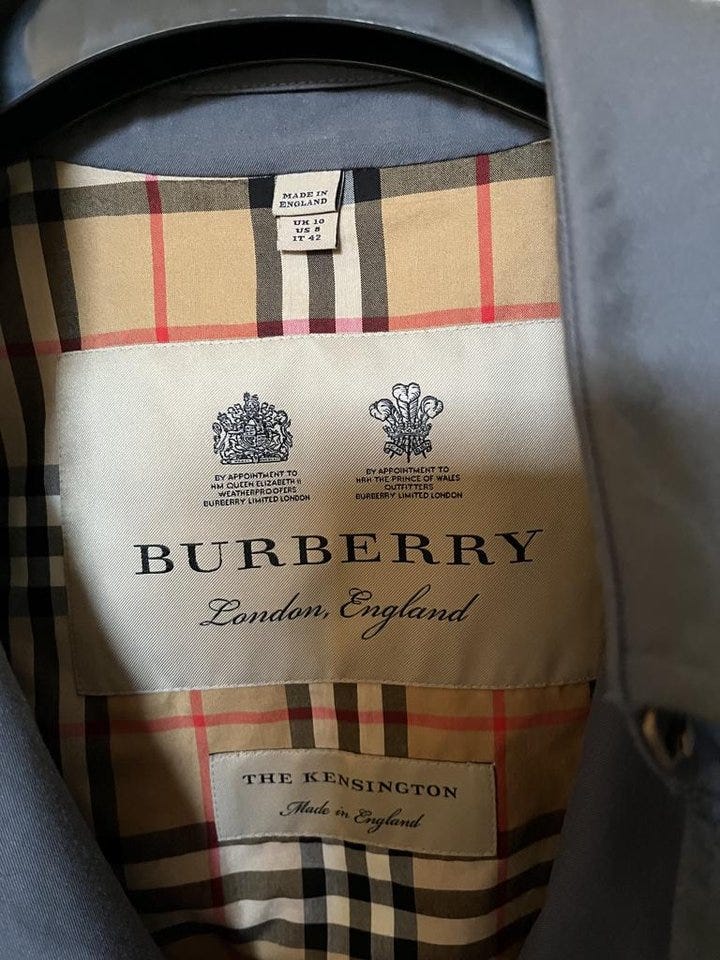 MADE IN
ENGLAND
UK 10
US 8
IT 42
BY APPOINTMENT TO
HM QUEEN ELIZABETH II
WEATHERPROOFERS
BURBERRY LIMITED LONDON
BY APPOINTMENT TO
HRH THE PRINCE OF WALES
OUTFITTERS
BURBERRY LIMITED LONDON
BURBERRY
London, England
THE KENSINGTON
Made in England